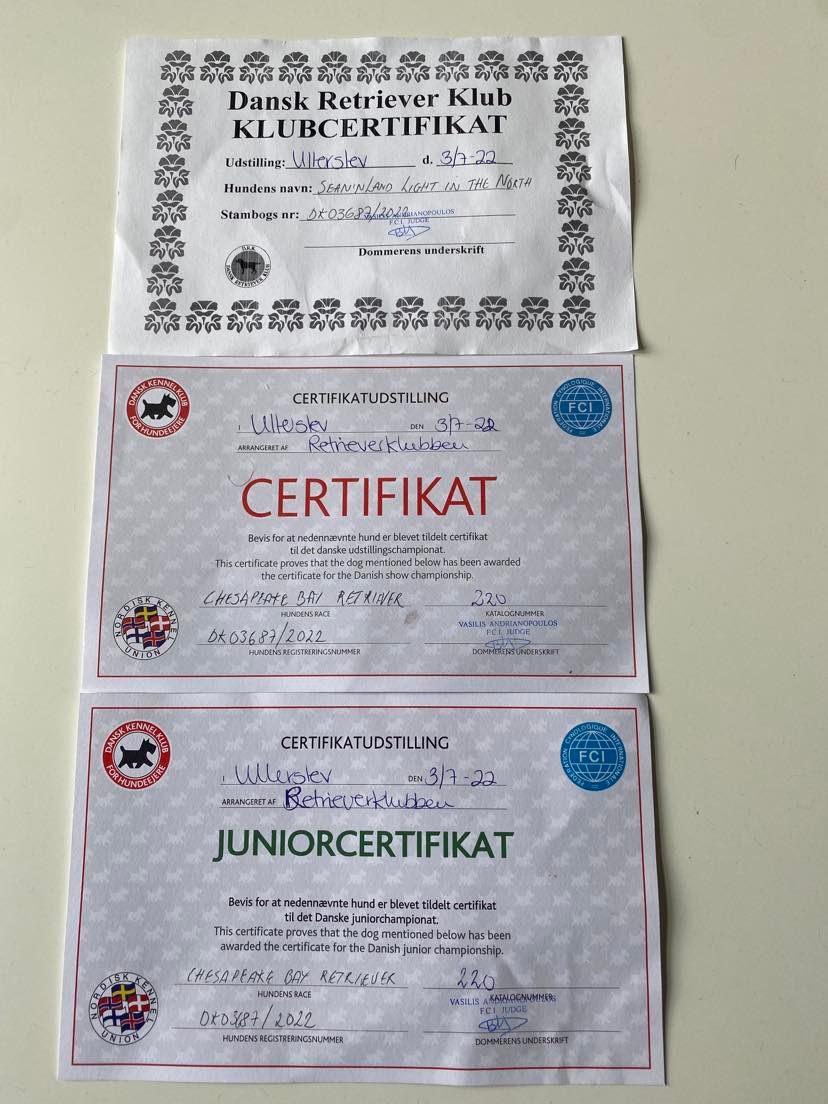 Dansk Retriever Klub
KLUBCERTIFIKAT
Udstilling: Ullerslev d. 3/7-22
Hundens navn: SEANINLAND LIGHT IN THE NORTH
Stambogs nr: DK03687/2022
VASILIS ANDRIANOPOULOS
F.C.I. JUDGE
Dommerens underskrift
D.R.K.
DANSK RETRIEVER KLUB
DANSK KENNEL KLUB
FOR HUNDEEJERE
CERTIFIKATUDSTILLING
FEDERATION CYNOLOGIQUE INTERNATIONALE
FCI
I Ullerslev DEN 3/7-22
ARRANGERET AF Retrieverklubben
CERTIFIKAT
Bevis for at nedennævnte hund er blevet tildelt certifikat
til det danske udstillingschampionat.
This certificate proves that the dog mentioned below has been awarded
the certificate for the Danish show championship.
CHESAPEAKE BAY RETRIEVER 220
HUNDENS RACE KATALOGNUMMER
VASILIS ANDRIANOPOULOS
F.C.I. JUDGE
DK03687/2022
HUNDENS REGISTRERINGSNUMMER DOMMERENS UNDERSKRIFT
NORDISK KENNEL UNION
DANSK KENNEL KLUB
FOR HUNDEEJERE
CERTIFIKATUDSTILLING
FEDERATION CYNOLOGIQUE INTERNATIONALE
FCI
I Ullerslev DEN 3/7-22
ARRANGERET AF Retrieverklubben
JUNIORCERTIFIKAT
Bevis for at nedennævnte hund er blevet tildelt certifikat
til det Danske juniorchampionat.
This certificate proves that the dog mentioned below has been
awarded the certificate for the Danish junior championship.
CHESAPEAKE BAY RETRIEVER 220
HUNDENS RACE KATALOGNUMMER
VASILIS ANDRIANOPOULOS
F.C.I. JUDGE
DK03687/2022
HUNDENS REGISTRERINGSNUMMER DOMMERENS UNDERSKRIFT
NORDISK KENNEL UNION